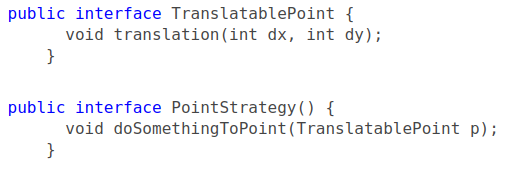 public interface TranslatablePoint {
void translation(int dx, int dy);
}
public interface PointStrategy() {
void doSomethingToPoint(TranslatablePoint p);
}